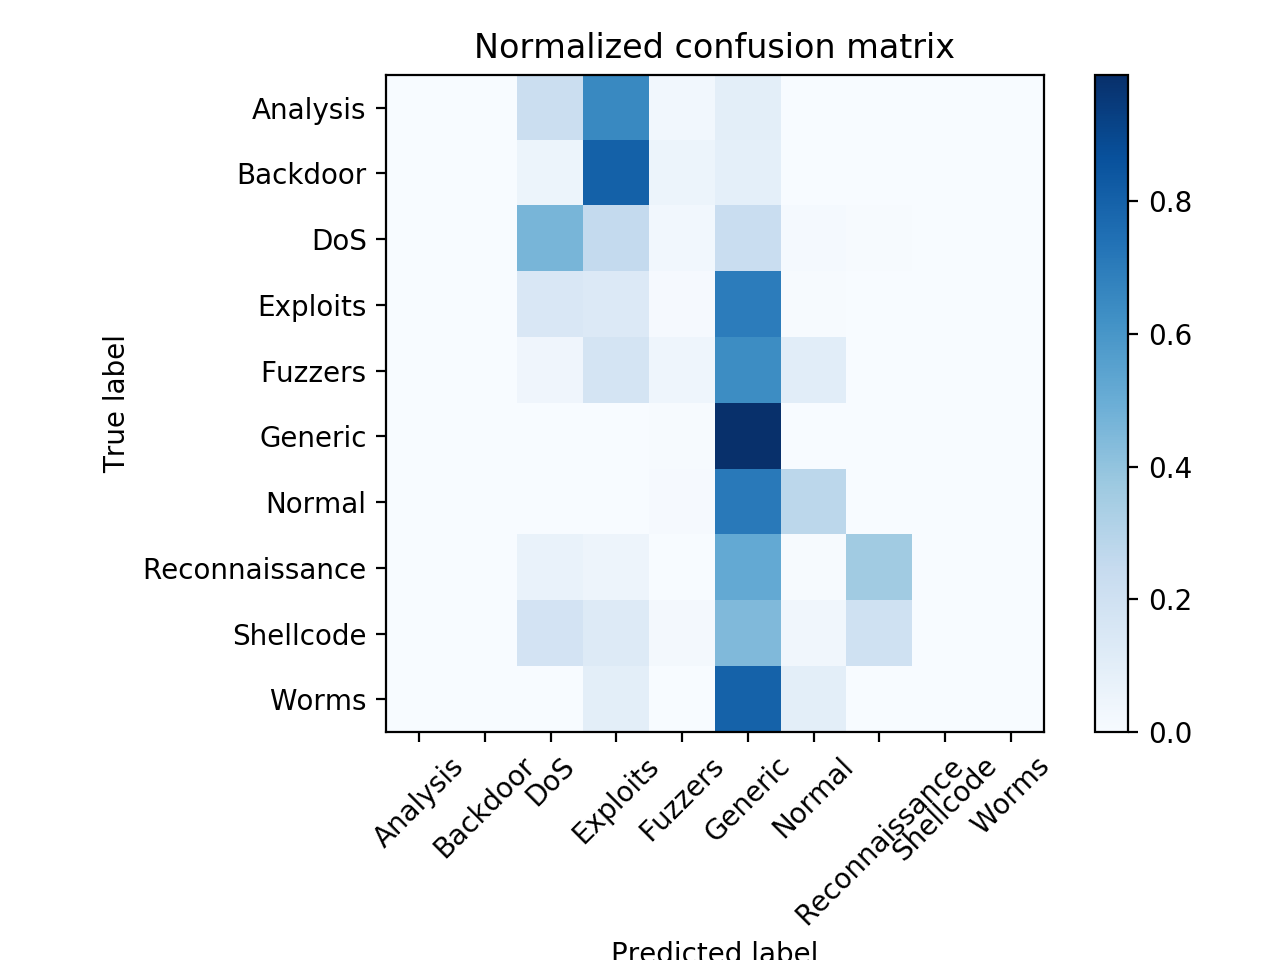 Normalized confusion matrix
True label
Analysis
Backdoor
DoS
Exploits
Fuzzers
Generic
Normal
Reconnaissance
Shellcode
Worms
0.8
0.6
0.4
0.2
0.0
Analysis
Backdoor
DoS
Exploits
Fuzzers
Generic
Normal
Reconnaissance
Shellcode
Worms
Predicted label